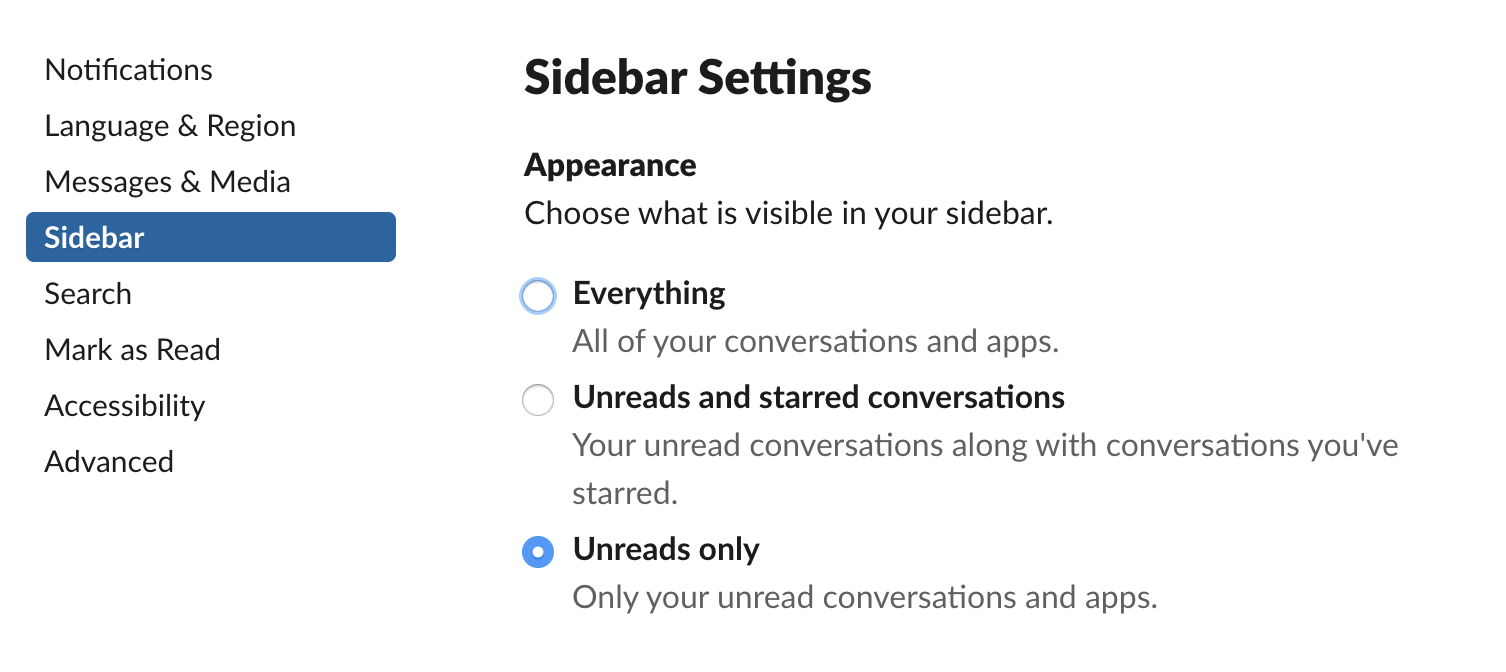 Notifications
Language & Region
Messages & Media
Sidebar
Search
Mark as Read
Accessibility
Advanced
Sidebar Settings
Appearance
Choose what is visible in your sidebar.
Everything
All of your conversations and apps.
Unreads and starred conversations
Your unread conversations along with conversations you've
starred.
Unreads only
Only your unread conversations and apps.